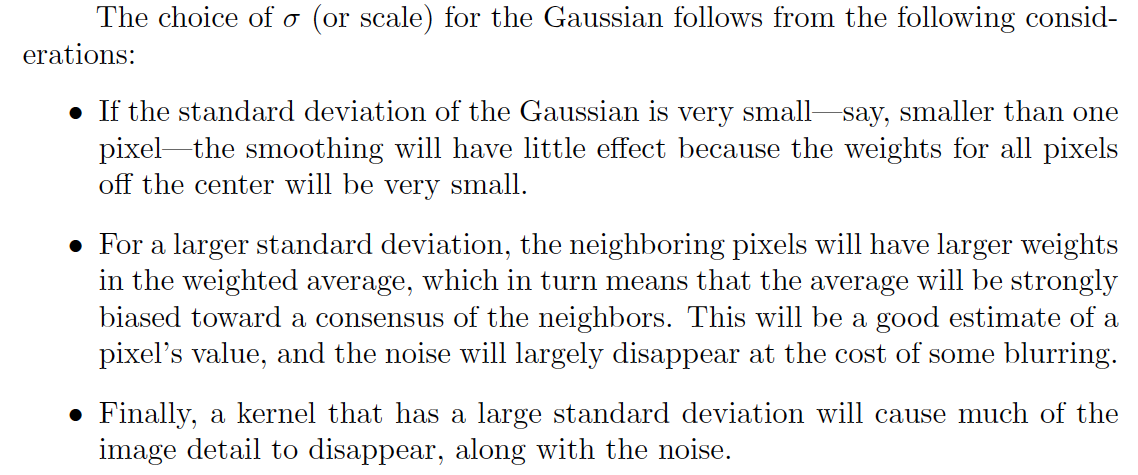 The choice of σ (or scale) for the Gaussian follows from the following consid-
erations:
• If the standard deviation of the Gaussian is very small—say, smaller than one
pixel—the smoothing will have little effect because the weights for all pixels
off the center will be very small.
• For a larger standard deviation, the neighboring pixels will have larger weights
in the weighted average, which in turn means that the average will be strongly
biased toward a consensus of the neighbors. This will be a good estimate of a
pixel's value, and the noise will largely disappear at the cost of some blurring.
• Finally, a kernel that has a large standard deviation will cause much of the
image detail to disappear, along with the noise.